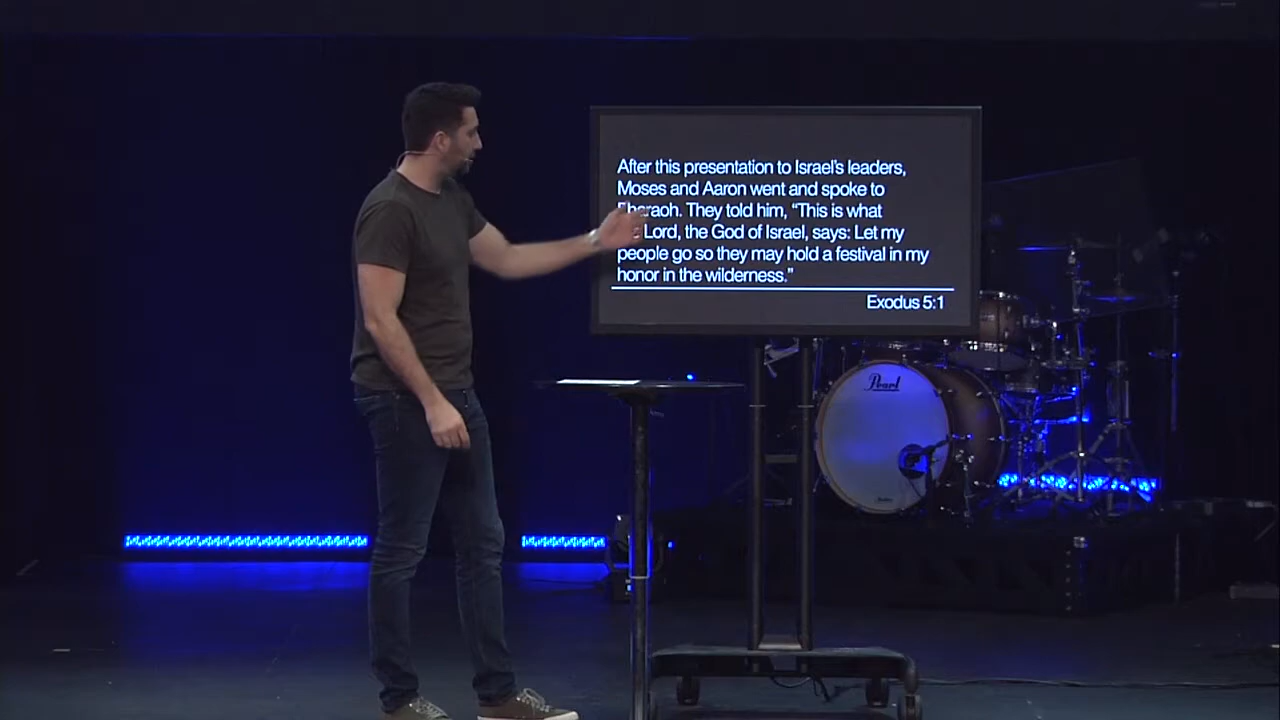 After this presentation to Israel's leaders,
Moses and Aaron went and spoke to
Pharaoh. They told him, “This is what
Lord, the God of Israel, says: Let my
people go so they may hold a festival in my
honor in the wilderness.”
Exodus 5:1
Pearl